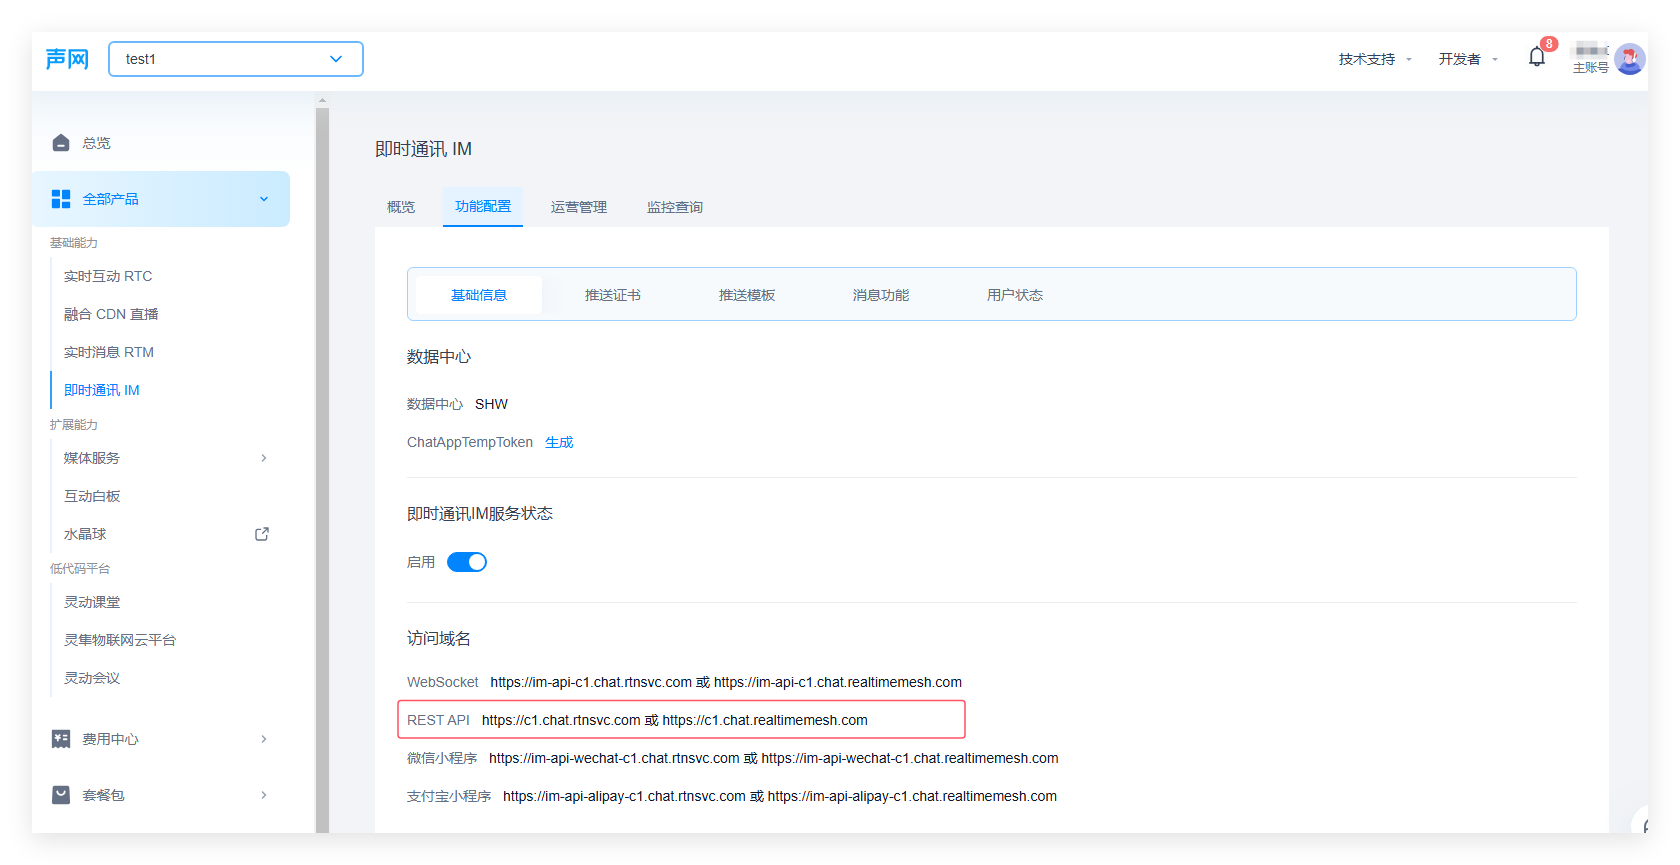 声网
test1
技术支持
开发者
8
主账号
总览
全部产品
基础能力
实时互动 RTC
融合 CDN 直播
实时消息 RTM
即时通讯 IM
扩展能力
媒体服务
互动白板
水晶球
低代码平台
灵动课堂
灵隼物联网云平台
灵动会议
费用中心
套餐包
即时通讯 IM
概览 功能配置 运营管理 监控查询
基础信息 推送证书 推送模板 消息功能 用户状态
数据中心
数据中心 SHW
ChatAppTempToken 生成
即时通讯IM服务状态
启用
访问域名
WebSocket https://im-api-c1.chat.rtnsvc.com 或 https://im-api-c1.chat.realtimemesh.com
REST API https://c1.chat.rtnsvc.com 或 https://c1.chat.realtimemesh.com
微信小程序 https://im-api-wechat-c1.chat.rtnsvc.com 或 https://im-api-wechat-c1.chat.realtimemesh.com
支付宝小程序 https://im-api-alipay-c1.chat.rtnsvc.com 或 https://im-api-alipay-c1.chat.realtimemesh.com